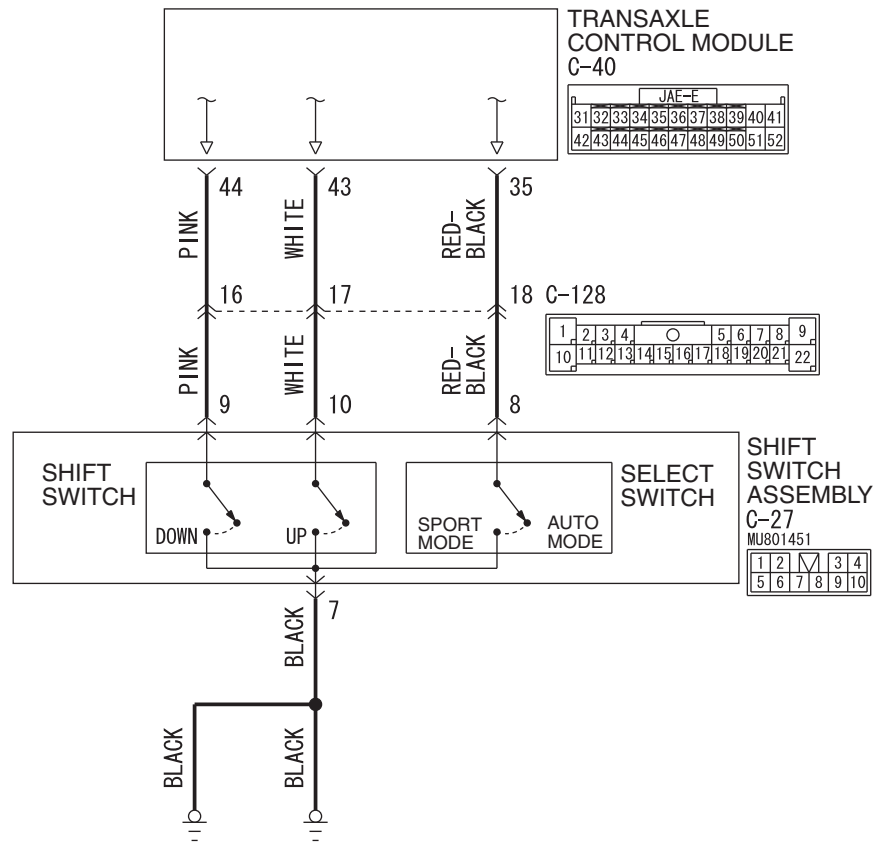 TRANSAXLE
CONTROL MODULE
C-40
JAE-E
31 32 33 34 35 36 37 38 39 40 41
42 43 44 45 46 47 48 49 50 51 52
44 43 35
PINK WHITE RED-
BLACK
16 17 18 C-128
1 2 3 4 5 6 7 8 9
10 11 12 13 14 15 16 17 18 19 20 21 22
PINK WHITE RED-
BLACK
9 10 8
SHIFT
SWITCH
DOWN UP
SPORT
MODE
AUTO
MODE
SELECT
SWITCH
SHIFT
SWITCH
ASSEMBLY
C-27
MU801451
1 2 3 4
5 6 7 8 9 10
7
BLACK
BLACK BLACK